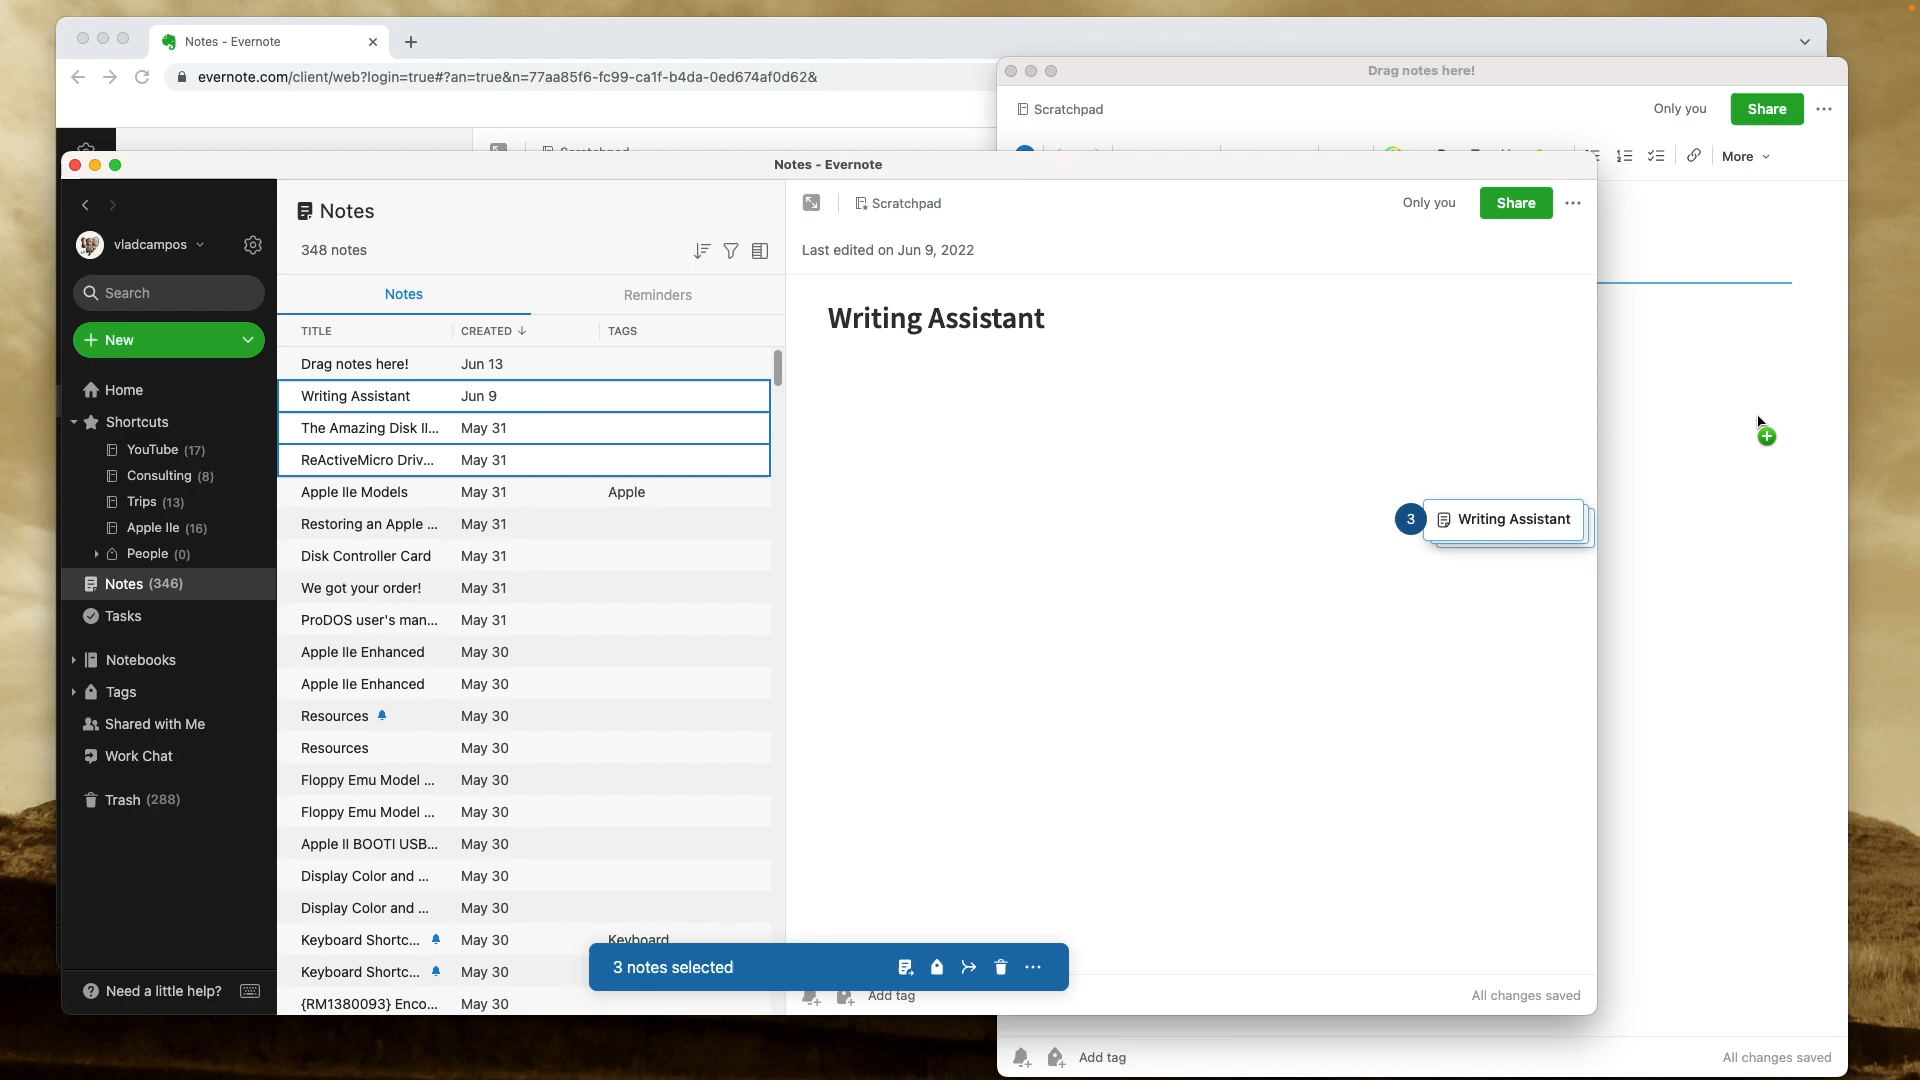 Notes - Evernote
evernote.com/client/web?login=true#?an=true&n=77aa85f6-fc99-ca1f-b4da-0ed674af0d62&
Drag notes here!
Scratchpad
Only you
Share
More
Notes - Evernote
vladcampos
Search
New
Home
Shortcuts
YouTube (17)
Consulting (8)
Trips (13)
Apple IIe (16)
People (0)
Notes (346)
Tasks
Notebooks
Tags
Shared with Me
Work Chat
Trash (288)
Need a little help?
Notes
348 notes
Notes
Reminders
TITLE CREATED TAGS
Drag notes here! Jun 13
Writing Assistant Jun 9
The Amazing Disk II... May 31
ReActiveMicro Driv... May 31
Apple IIe Models May 31 Apple
Restoring an Apple ... May 31
Disk Controller Card May 31
We got your order! May 31
ProDOS user's man... May 31
Apple IIe Enhanced May 30
Apple IIe Enhanced May 30
Resources May 30
Resources May 30
Floppy Emu Model ... May 30
Floppy Emu Model ... May 30
Apple II BOOTI USB... May 30
Display Color and ... May 30
Display Color and ... May 30
Keyboard Shortc... May 30 Keyboard
Keyboard Shortc... May 30
{RM1380093} Enco... May 30
3 notes selected
Scratchpad
Only you
Share
Last edited on Jun 9, 2022
Writing Assistant
3 Writing Assistant
Add tag
All changes saved
Add tag
All changes saved